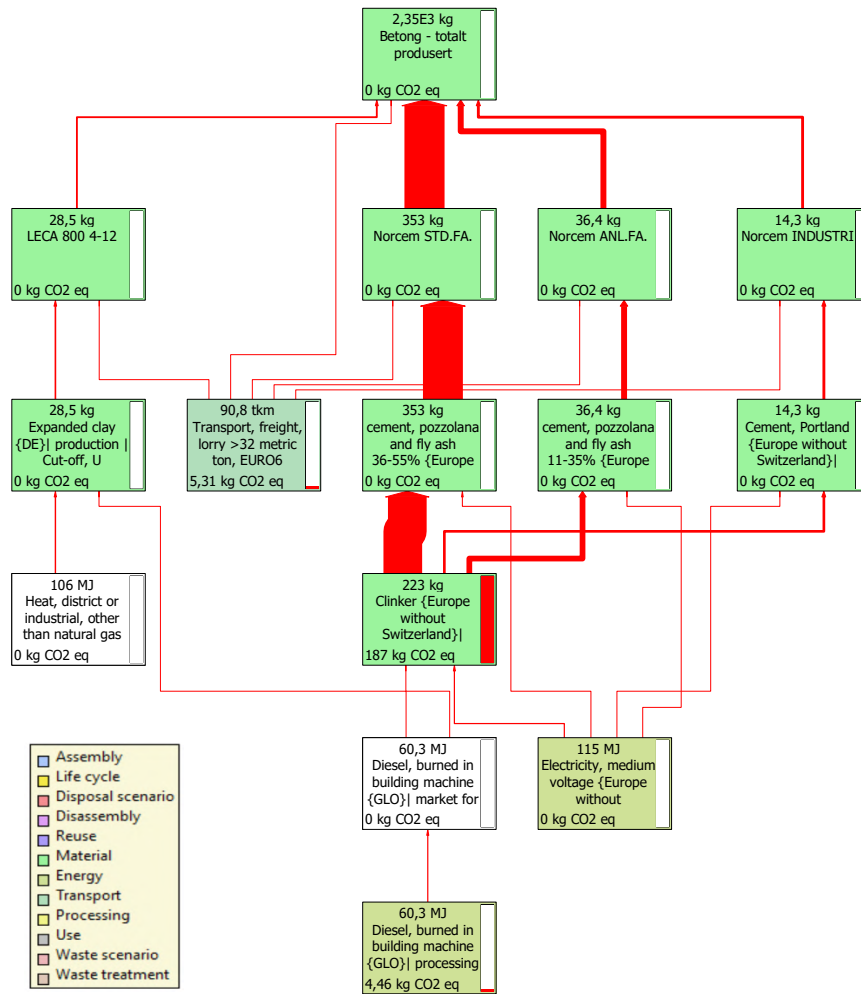 2,35E3 kg
Betong - totalt
produsert
0 kg CO2 eq
28,5 kg
LECA 800 4-12
0 kg CO2 eq
353 kg
Norcem STD.FA.
0 kg CO2 eq
36,4 kg
Norcem ANL.FA.
0 kg CO2 eq
14,3 kg
Norcem INDUSTRI
0 kg CO2 eq
28,5 kg
Expanded clay
{DE}| production |
Cut-off, U
0 kg CO2 eq
90,8 tkm
Transport, freight,
lorry >32 metric
ton, EURO6
5,31 kg CO2 eq
353 kg
cement, pozzolana
and fly ash
36-55% {Europe
0 kg CO2 eq
36,4 kg
cement, pozzolana
and fly ash
11-35% {Europe
0 kg CO2 eq
14,3 kg
Cement, Portland
{Europe without
Switzerland}|
0 kg CO2 eq
106 MJ
Heat, district or
industrial, other
than natural gas
0 kg CO2 eq
223 kg
Clinker {Europe
without
Switzerland}|
187 kg CO2 eq
60,3 MJ
Diesel, burned in
building machine
{GLO}| market for
0 kg CO2 eq
115 MJ
Electricity, medium
voltage {Europe
without
0 kg CO2 eq
60,3 MJ
Diesel, burned in
building machine
{GLO}| processing
4,46 kg CO2 eq
Assembly
Life cycle
Disposal scenario
Disassembly
Reuse
Material
Energy
Transport
Processing
Use
Waste scenario
Waste treatment